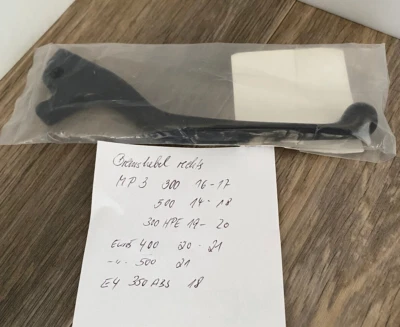 Bremshebel rechts
MP3 300 16-17
500 14-18
300 HPE 19-20
Euro5 400 20-21
-"- 500 21
E4 350 ABS 18